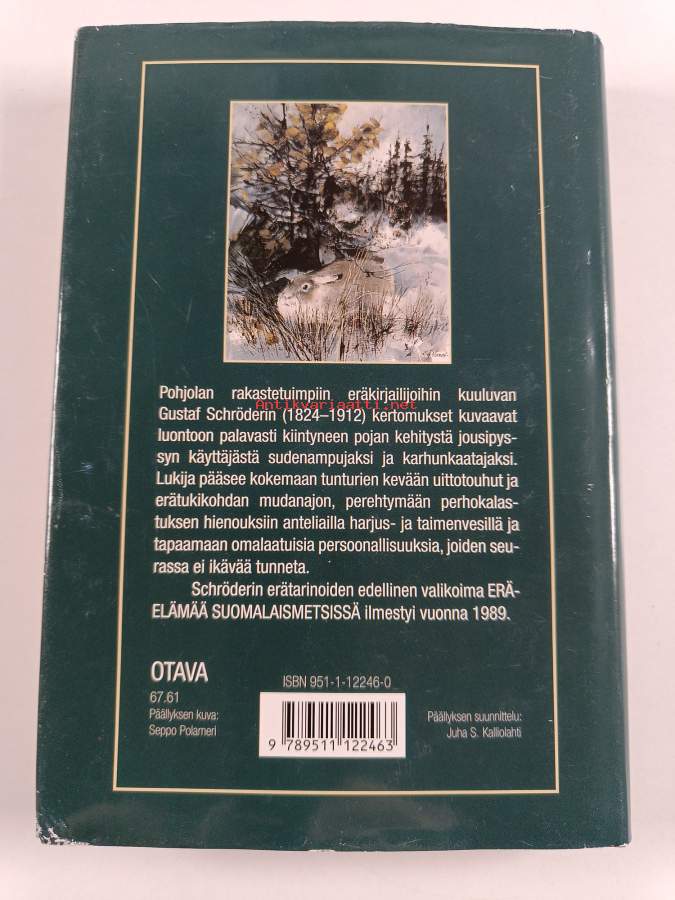 Pohjolan rakastetuimpiin eräkirjailijoihin kuuluvan
Antikvariaatti.net
Gustaf Schröderin (1824–1912) kertomukset kuvaavat
luontoon palavasti kiintyneen pojan kehitystä jousipys-
syn käyttäjästä sudenampujaksi ja karhunkaatajaksi.
Lukija pääsee kokemaan tunturien kevään uittotouhut ja
erätukikohdan mudanajon, perehtymään perhokalas-
tuksen hienouksiin anteliailla harjus- ja taimenvesillä ja
tapaamaan omalaatuisia persoonallisuuksia, joiden seu-
rassa ei ikävää tunneta.
Schröderin erätarinoiden edellinen valikoima ERÄ-
ELÄMÄÄ SUOMALAISMETSISSÄ ilmestyi vuonna 1989.
OTAVA
67.61
Päällyksen kuva:
Seppo Polameri
ISBN 951-1-12246-0
9 789511 122463
Päällyksen suunnittelu:
Juha S. Kalliolahti